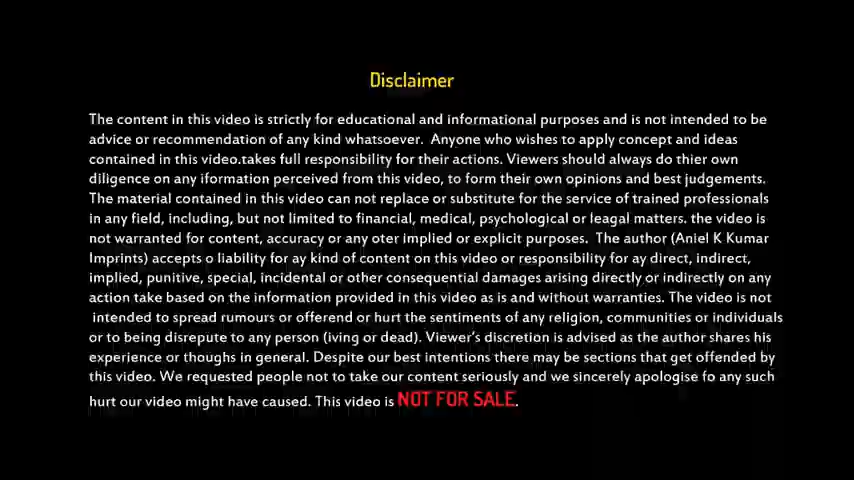 Disclaimer
The content in this video is strictly for educational and informational purposes and is not intended to be
advice or recommendation of any kind whatsoever. Anyone who wishes to apply concept and ideas
contained in this video.takes full responsibility for their actions. Viewers should always do thier own
diligence on any iformation perceived from this video, to form their own opinions and best judgements.
The material contained in this video can not replace or substitute for the service of trained professionals
in any field, including, but not limited to financial, medical, psychological or leagal matters. the video is
not warranted for content, accuracy or any oter implied or explicit purposes. The author (Aniel K Kumar
Imprints) accepts o liability for ay kind of content on this video or responsibility for ay direct, indirect,
implied, punitive, special, incidental or other consequential damages arising directly or indirectly on any
action take based on the information provided in this video as is and without warranties. The video is not
intended to spread rumours or offerend or hurt the sentiments of any religion, communities or individuals
or to being disrepute to any person (iving or dead). Viewer's discretion is advised as the author shares his
experience or thoughs in general. Despite our best intentions there may be sections that get offended by
this video. We requested people not to take our content seriously and we sincerely apologise fo any such
hurt our video might have caused. This video is NOT FOR SALE.